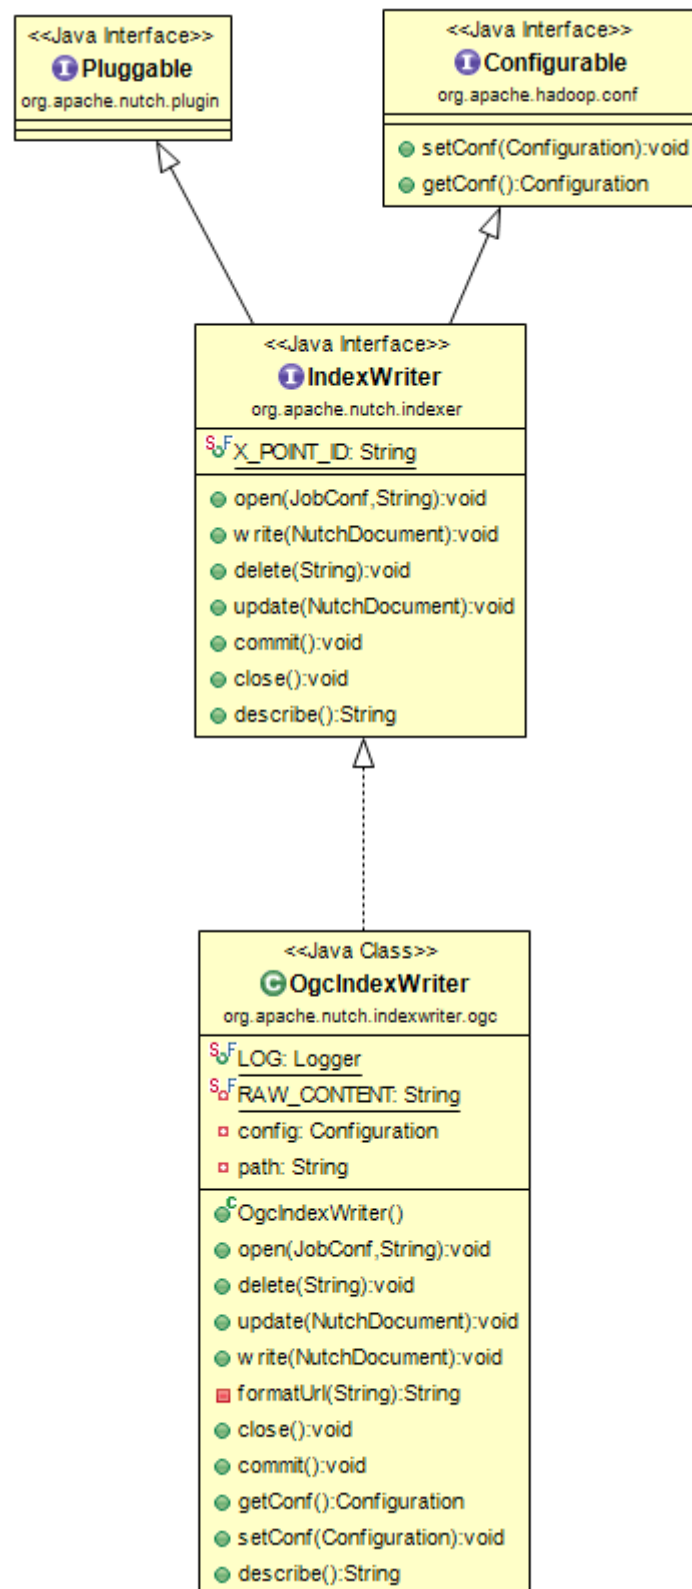 <<Java Interface>>
I Pluggable
org.apache.nutch.plugin
<<Java Interface>>
I Configurable
org.apache.hadoop.conf
setConf(Configuration):void
getConf():Configuration
<<Java Interface>>
I IndexWriter
org.apache.nutch.indexer
S F X_POINT_ID: String
open(JobConf,String):void
write(NutchDocument):void
delete(String):void
update(NutchDocument):void
commit():void
close():void
describe():String
<<Java Class>>
C OgcIndexWriter
org.apache.nutch.indexwriter.ogc
S F LOG: Logger
S F RAW_CONTENT: String
config: Configuration
path: String
C OgcIndexWriter()
open(JobConf,String):void
delete(String):void
update(NutchDocument):void
write(NutchDocument):void
formatUrl(String):String
close():void
commit():void
getConf():Configuration
setConf(Configuration):void
describe():String